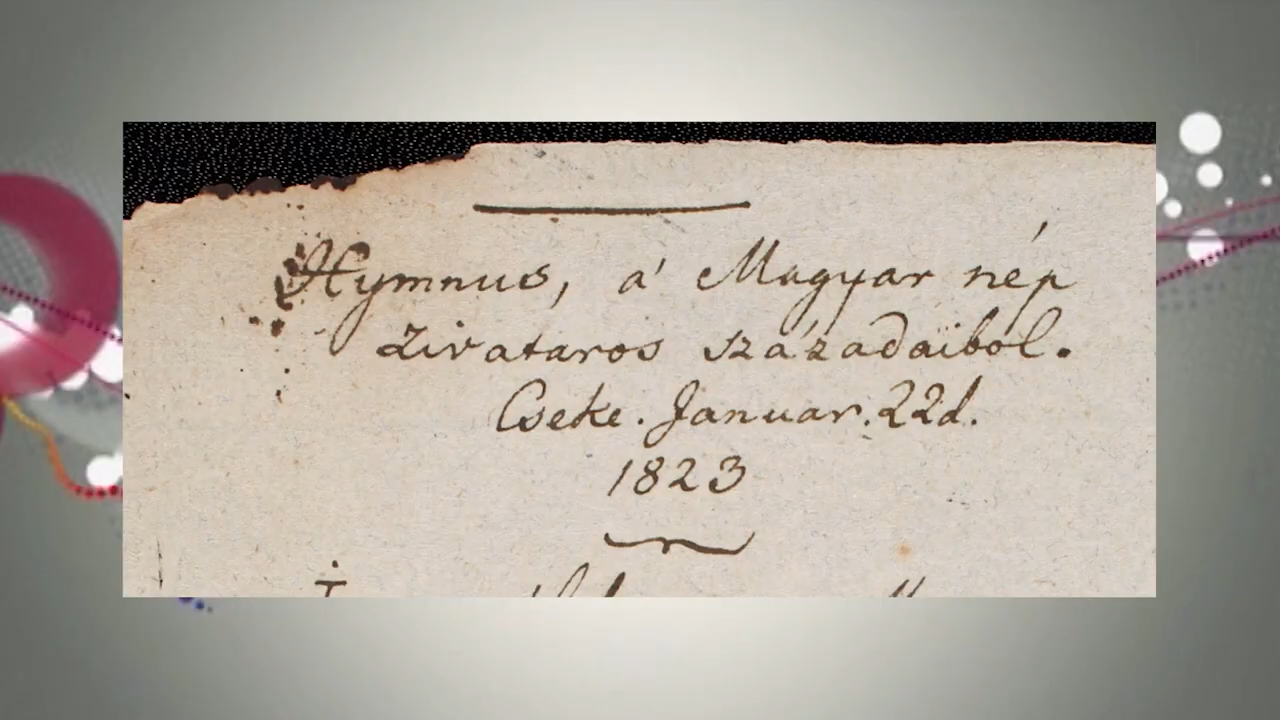 Hymnus, a' Magyar nép
zivataros századaiból.
Cseke. Januar. 22d.
1823